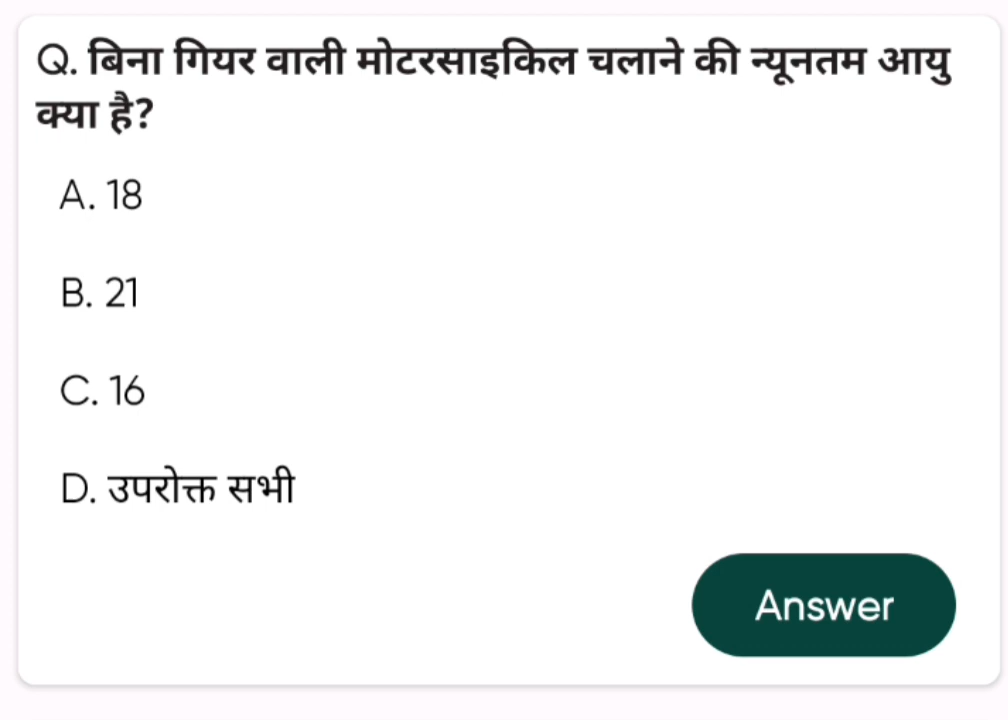 Q. बिना गियर वाली मोटरसाइकिल चलाने की न्यूनतम आयु
क्या है?
A. 18
B. 21
C. 16
D. उपरोक्त सभी
Answer